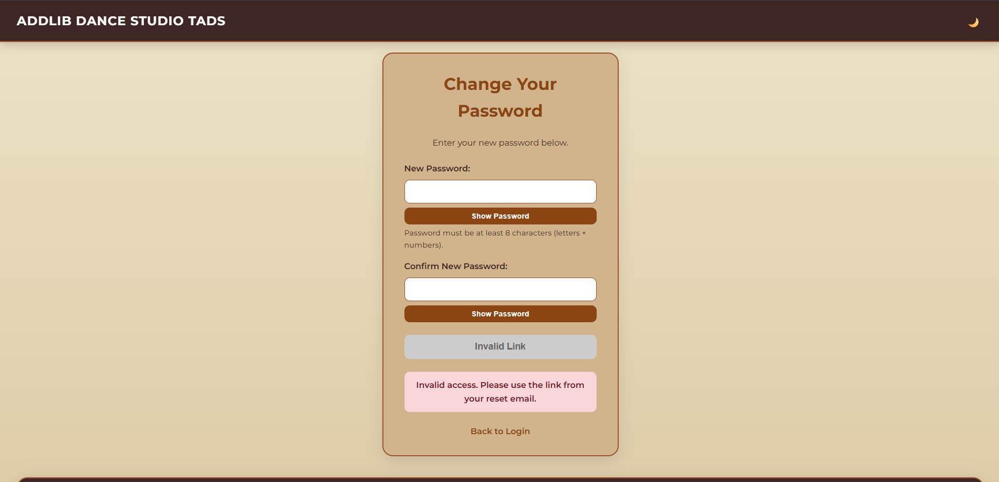 ADDLIB DANCE STUDIO TADS
Change Your
Password
Enter your new password below.
New Password:
Show Password
Password must be at least 8 characters (letters +
numbers).
Confirm New Password:
Show Password
Invalid Link
Invalid access. Please use the link from
your reset email.
Back to Login